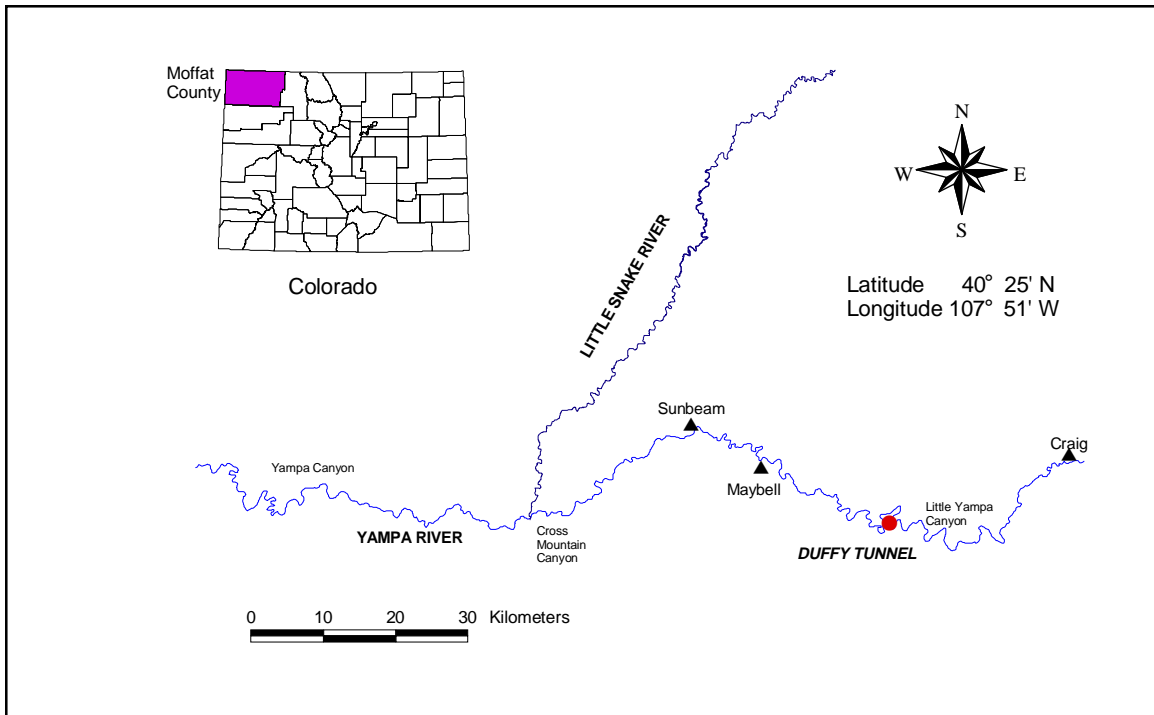 Moffat
County
Colorado
N
W
E
S
Latitude 40° 25' N
Longitude 107° 51' W
LITTLE SNAKE RIVER
Sunbeam
Craig
Maybell
Yampa Canyon
Little Yampa
Canyon
YAMPA RIVER
Cross
Mountain
Canyon
DUFFY TUNNEL
0 10 20 30 Kilometers